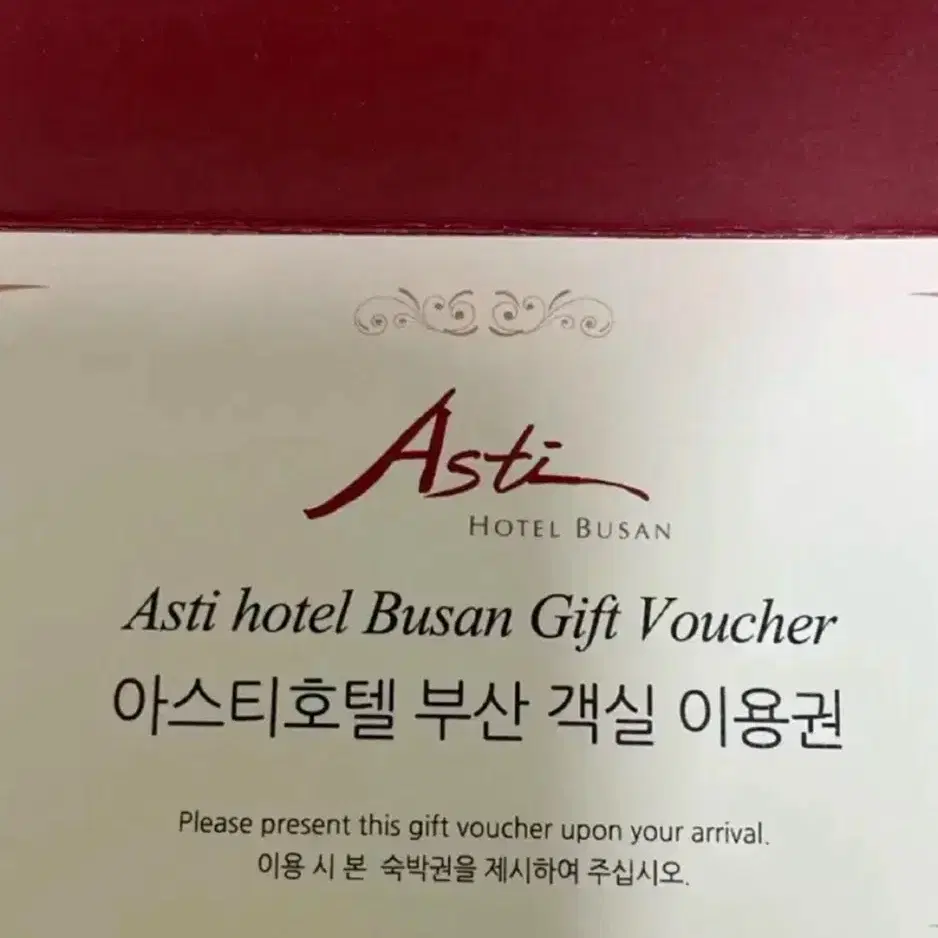 Asti
HOTEL BUSAN
Asti hotel Busan Gift Voucher
아스티호텔 부산 객실 이용권
Please present this gift voucher upon your arrival.
이용 시 본 숙박권을 제시하여 주십시오.